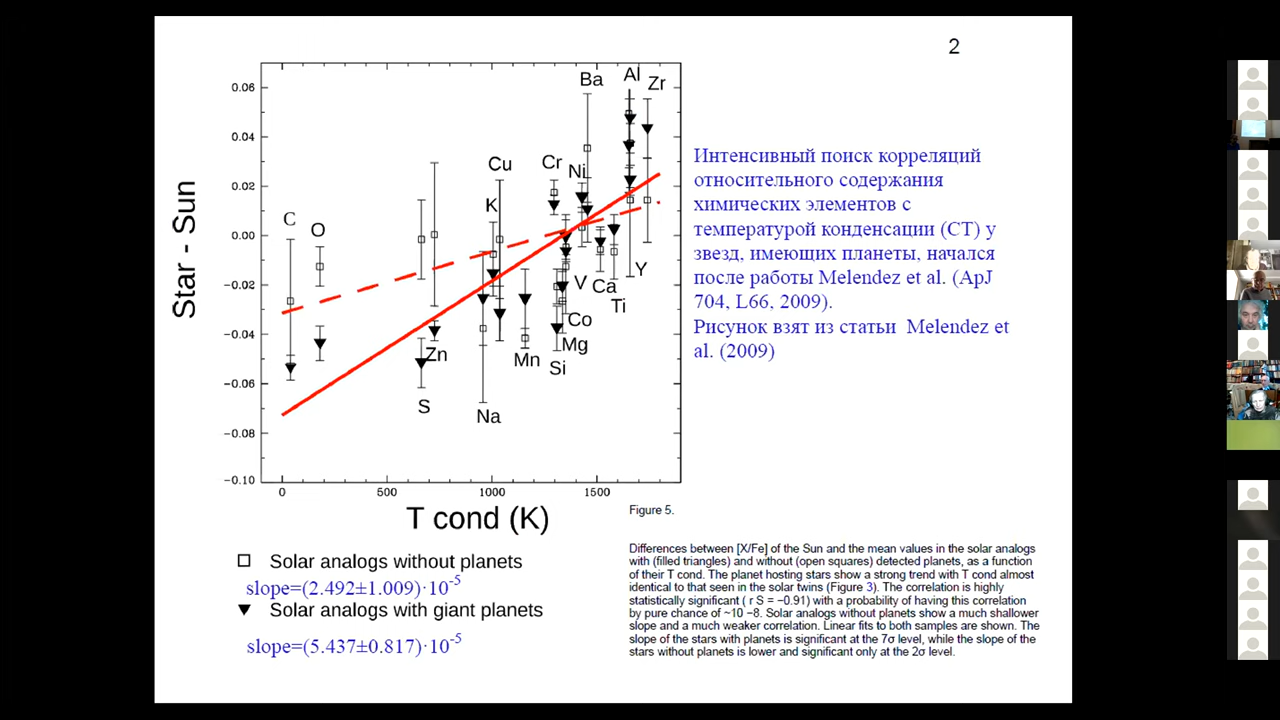 2
Star - Sun
0.06
0.04
0.02
0.00
−0.02
−0.04
−0.06
−0.08
−0.10
C
O
S
Zn
Na
K
Cu
Mn
Cr
Si
Mg
Co
V
Ni
Ba
Ca
Ti
Al
Y
Zr
0 500 1000 1500
T cond (K)
Solar analogs without planets
slope=(2.492±1.009)·10-5
Solar analogs with giant planets
slope=(5.437±0.817)·10-5
Интенсивный поиск корреляций
относительного содержания
химических элементов с
температурой конденсации (CT) у
звезд, имеющих планеты, начался
после работы Melendez et al. (ApJ
704, L66, 2009).
Рисунок взят из статьи Melendez et
al. (2009)
Figure 5.
Differences between [X/Fe] of the Sun and the mean values in the solar analogs
with (filled triangles) and without (open squares) detected planets, as a function
of their T cond. The planet hosting stars show a strong trend with T cond almost
identical to that seen in the solar twins (Figure 3). The correlation is highly
statistically significant ( r S = −0.91) with a probability of having this correlation
by pure chance of ~10 −8. Solar analogs without planets show a much shallower
slope and a much weaker correlation. Linear fits to both samples are shown. The
slope of the stars with planets is significant at the 7σ level, while the slope of the
stars without planets is lower and significant only at the 2σ level.